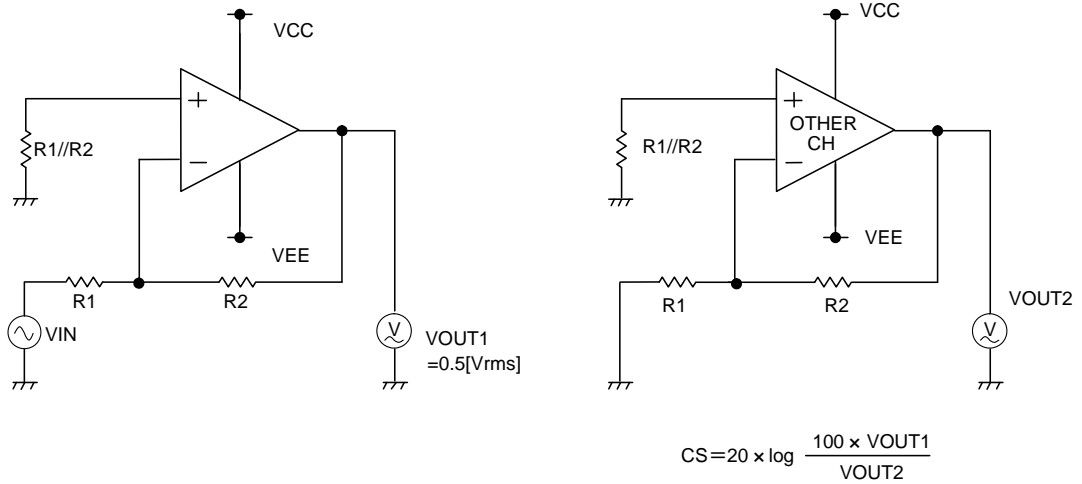 VCC
+
R1//R2
−
VEE
R1
R2
VIN
V
VOUT1
=0.5[Vrms]
VCC
+
OTHER
CH
R1//R2
−
VEE
R1
R2
VOUT2
V
CS=20 × log 100 × VOUT1
VOUT2